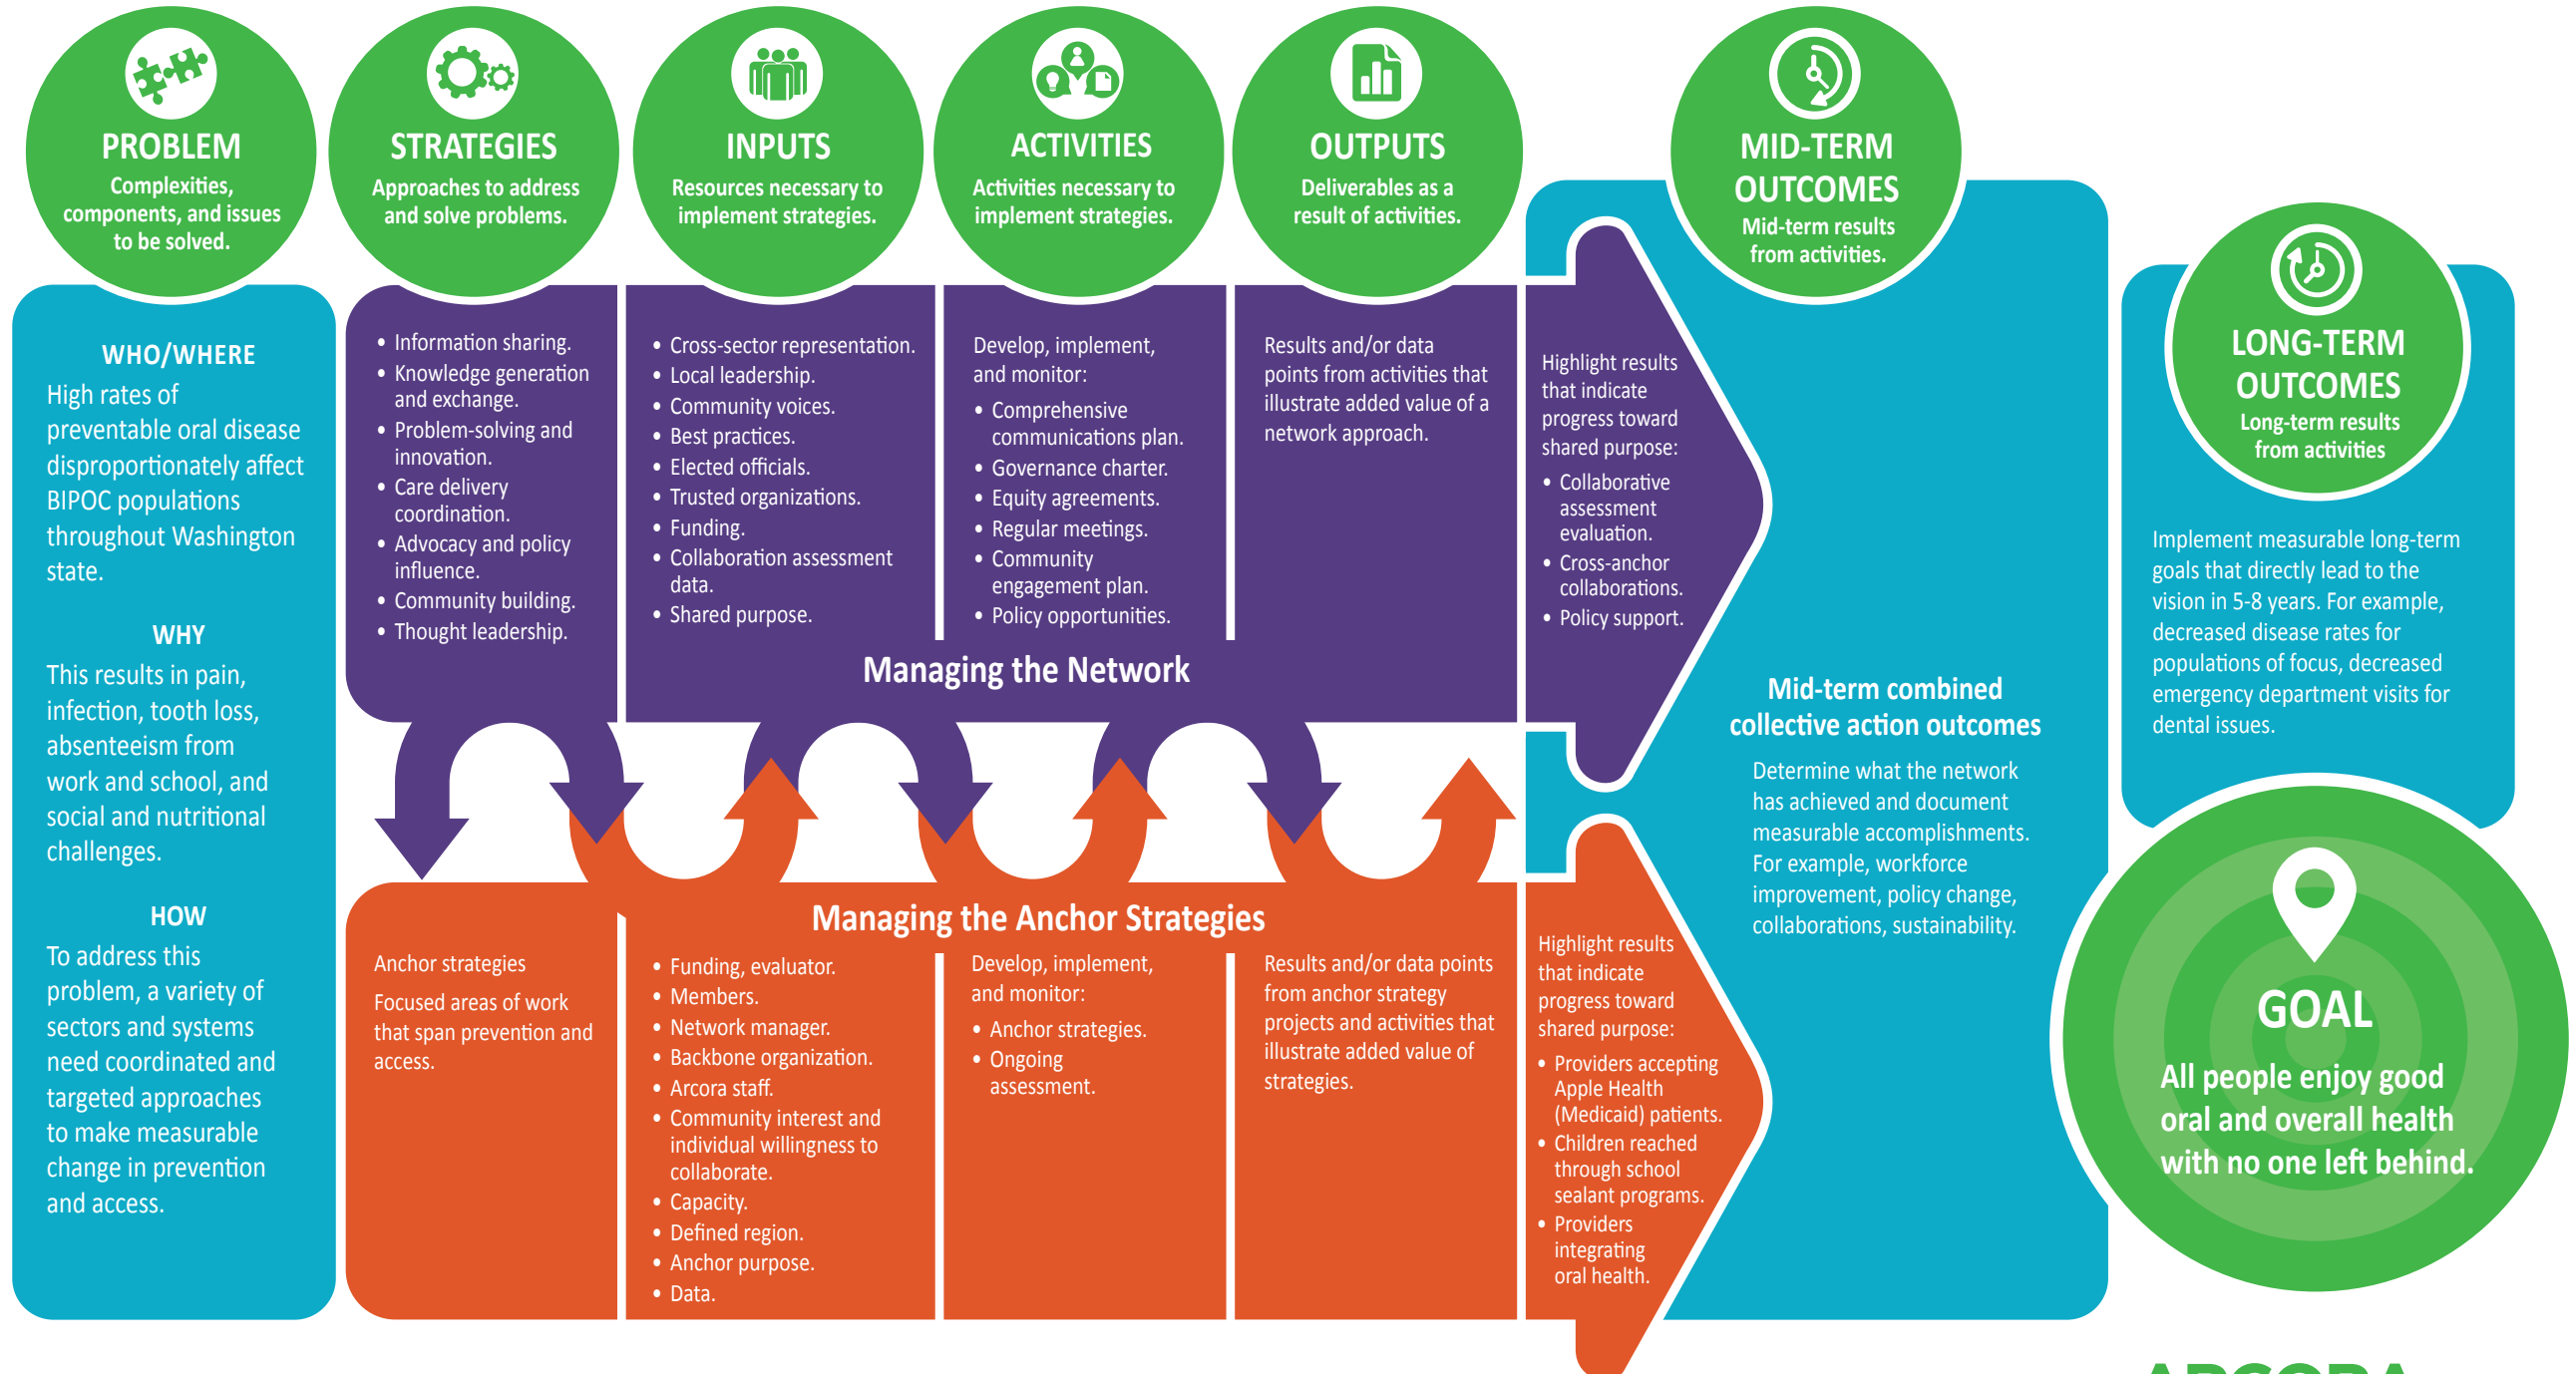 PROBLEM
Complexities,
components, and issues
to be solved.
WHO/WHERE
High rates of
preventable oral disease
disproportionately affect
BIPOC populations
throughout Washington
state.
WHY
This results in pain,
infection, tooth loss,
absenteeism from
work and school, and
social and nutritional
challenges.
HOW
To address this
problem, a variety of
sectors and systems
need coordinated and
targeted approaches
to make measurable
change in prevention
and access.
STRATEGIES
Approaches to address
and solve problems.
• Information sharing.
• Knowledge generation
and exchange.
• Problem-solving and
innovation.
• Care delivery
coordination.
• Advocacy and policy
influence.
• Community building.
• Thought leadership.
INPUTS
Resources necessary to
implement strategies.
• Cross-sector representation.
• Local leadership.
• Community voices.
• Best practices.
• Elected officials.
• Trusted organizations.
• Funding.
• Collaboration assessment
data.
• Shared purpose.
ACTIVITIES
Activities necessary to
implement strategies.
Develop, implement,
and monitor:
• Comprehensive
communications plan.
• Governance charter.
• Equity agreements.
• Regular meetings.
• Community
engagement plan.
• Policy opportunities.
OUTPUTS
Deliverables as a
result of activities.
Results and/or data
points from activities that
illustrate added value of a
network approach.
Managing the Network
Highlight results
that indicate
progress toward
shared purpose:
• Collaborative
assessment
evaluation.
• Cross-anchor
collaborations.
• Policy support.
Managing the Anchor Strategies
Anchor strategies
Focused areas of work
that span prevention and
access.
• Funding, evaluator.
• Members.
• Network manager.
• Backbone organization.
• Arcora staff.
• Community interest and
individual willingness to
collaborate.
• Capacity.
• Defined region.
• Anchor purpose.
• Data.
Develop, implement,
and monitor:
• Anchor strategies.
• Ongoing
assessment.
Results and/or data points
from anchor strategy
projects and activities that
illustrate added value of
strategies.
Highlight results
that indicate
progress toward
shared purpose:
• Providers accepting
Apple Health
(Medicaid) patients.
• Children reached
through school
sealant programs.
• Providers
integrating
oral health.
MID-TERM
OUTCOMES
Mid-term results
from activities.
Mid-term combined
collective action outcomes
Determine what the network
has achieved and document
measurable accomplishments.
For example, workforce
improvement, policy change,
collaborations, sustainability.
LONG-TERM
OUTCOMES
Long-term results
from activities
Implement measurable long-term
goals that directly lead to the
vision in 5-8 years. For example,
decreased disease rates for
populations of focus, decreased
emergency department visits for
dental issues.
GOAL
All people enjoy good
oral and overall health
with no one left behind.